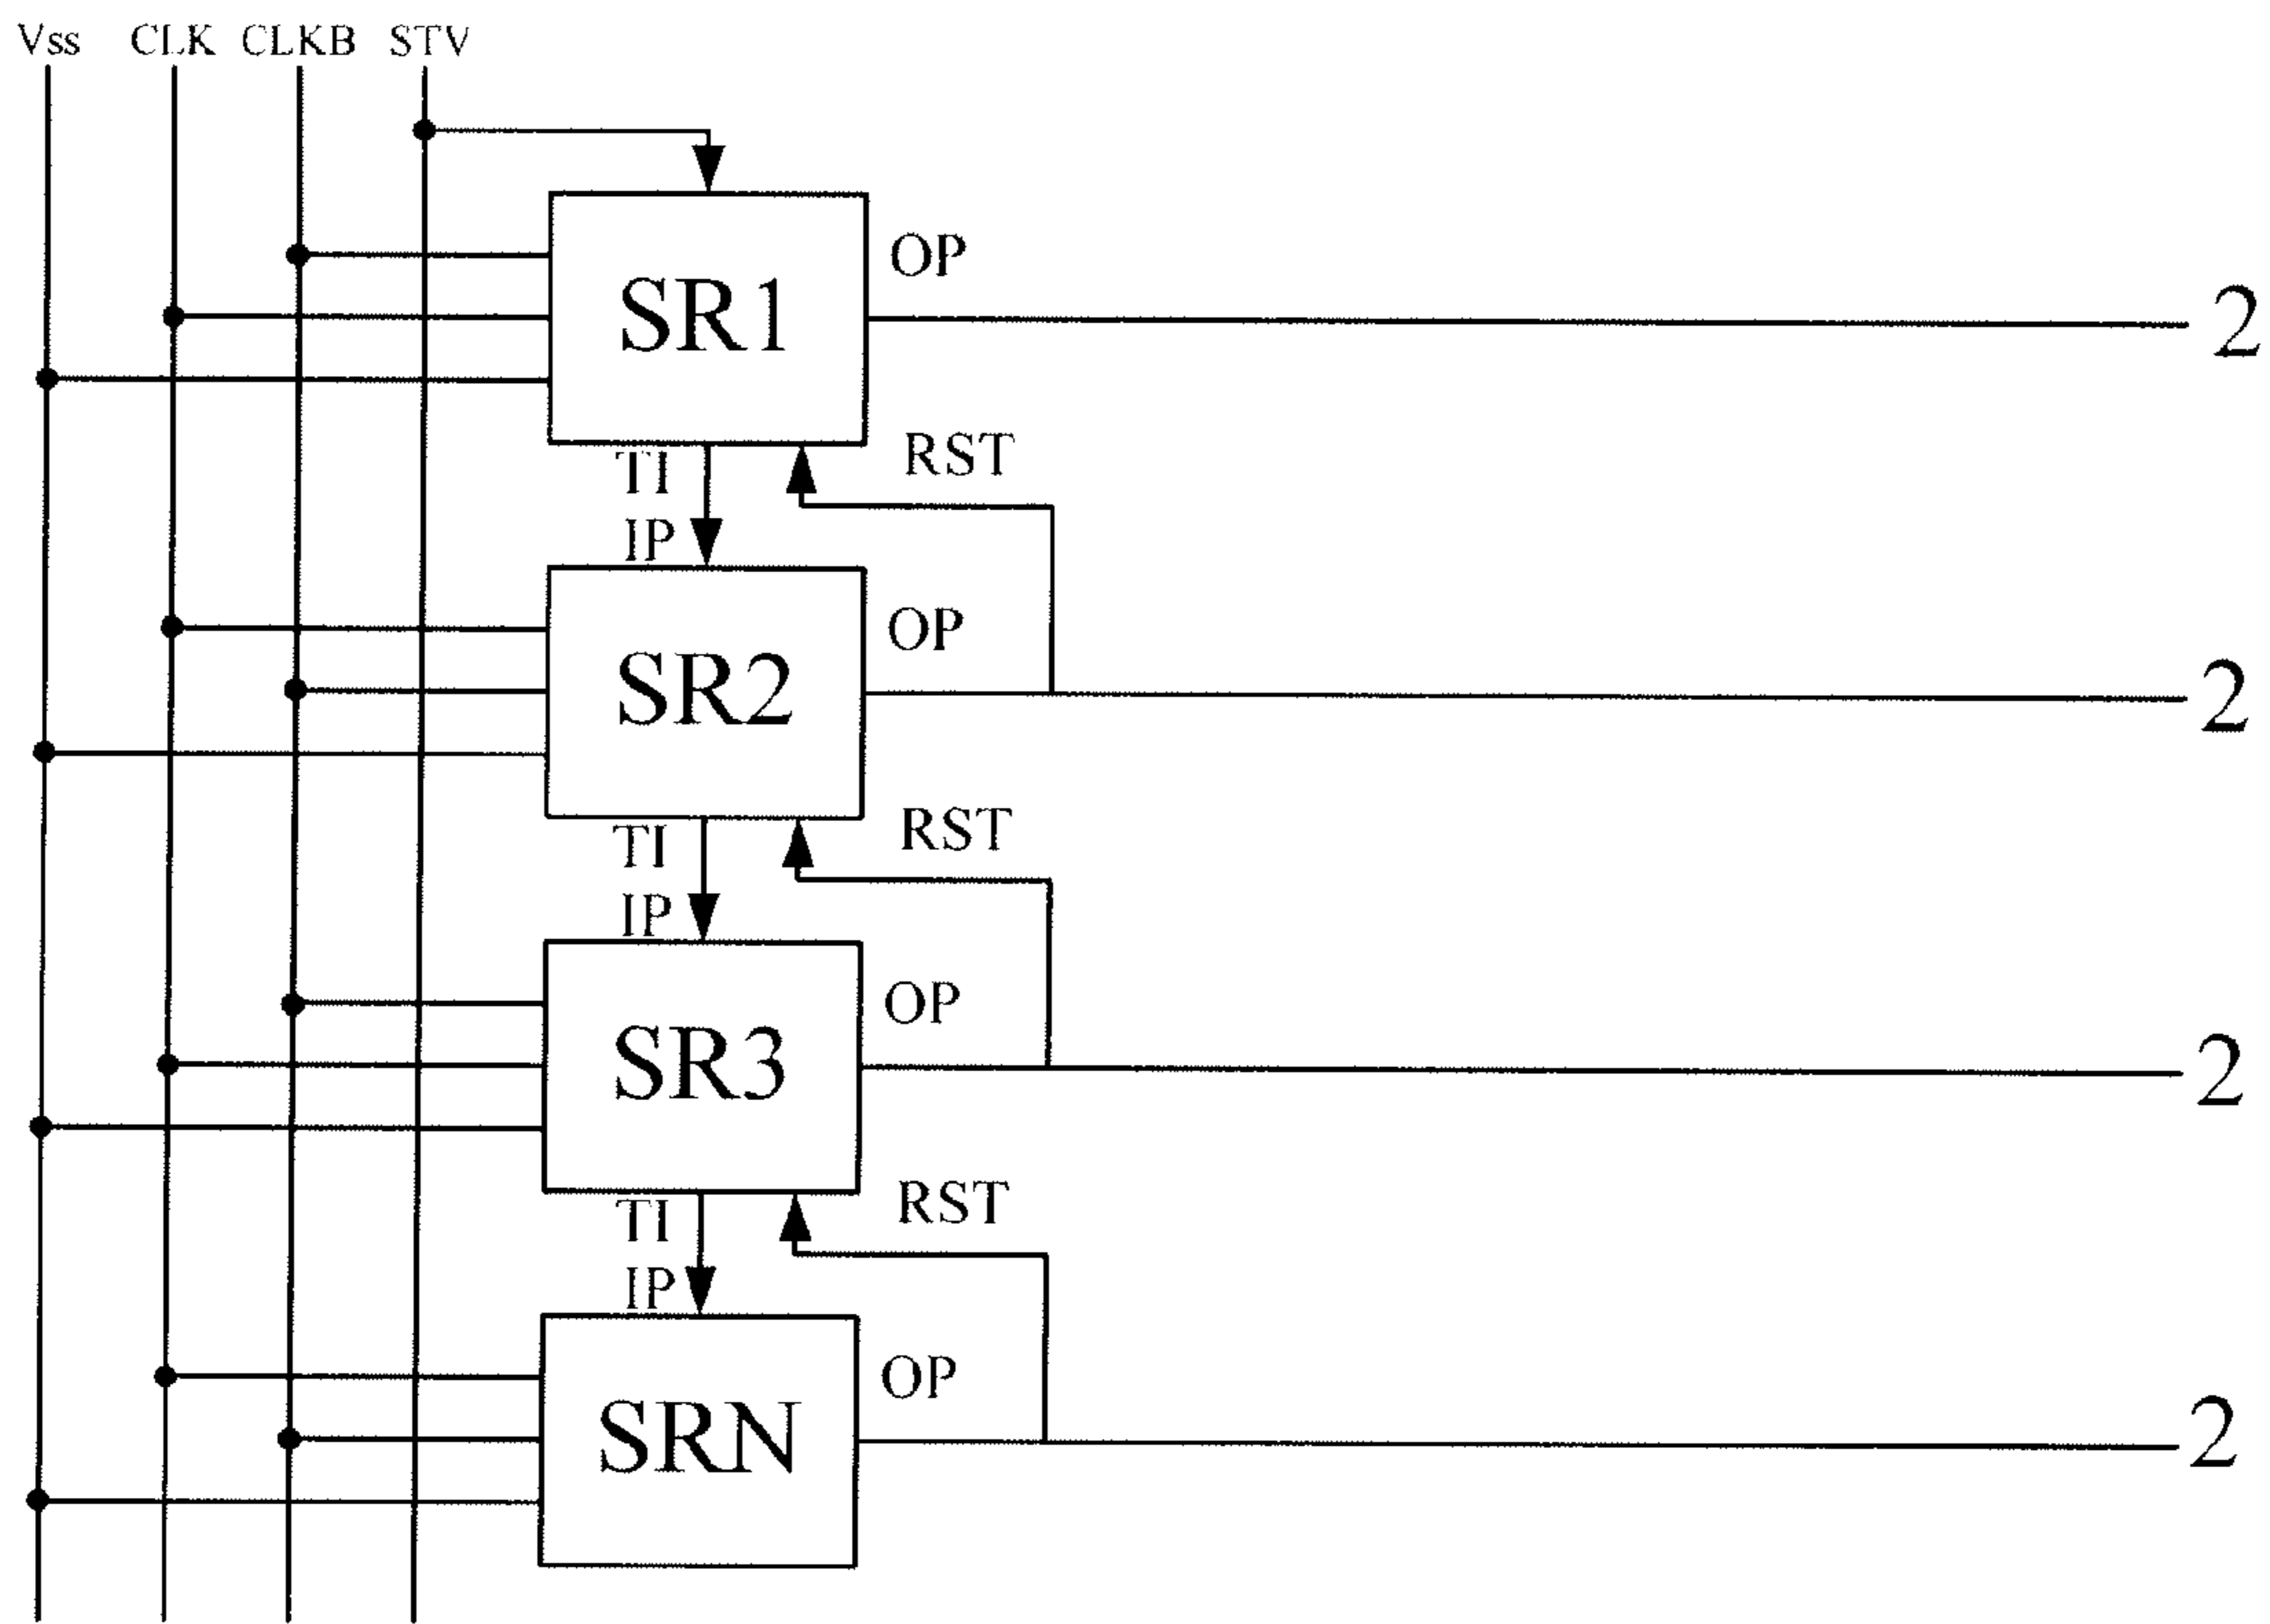 Vss CLK CLKB STV
OP
SR1
2
RST
TI
IP
OP
SR2
2
RST
TI
IP
OP
SR3
2
RST
TI
IP
OP
SRN
2